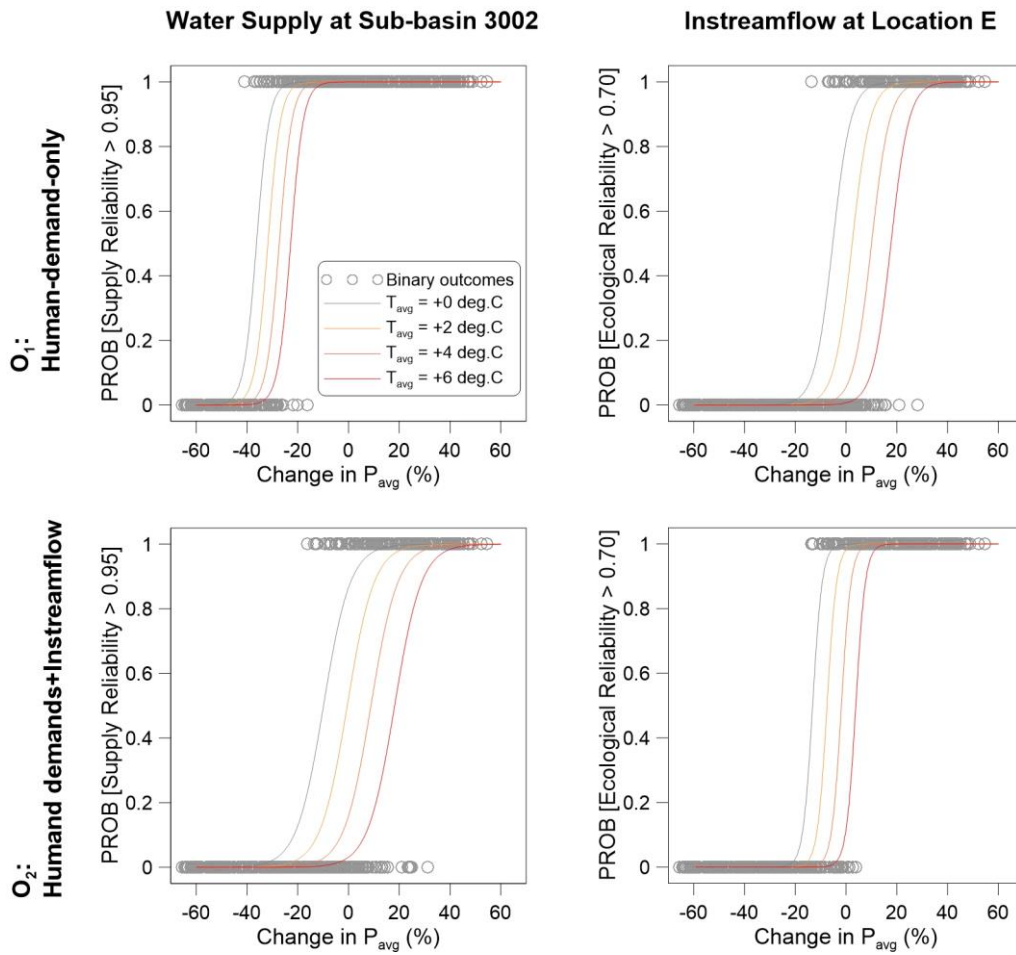 Water Supply at Sub-basin 3002
Instreamflow at Location E
O₁:
Human-demand-only
PROB [Supply Reliability > 0.95]
1
0.8
0.6
0.4
0.2
0
Binary outcomes
Tavg = +0 deg.C
Tavg = +2 deg.C
Tavg = +4 deg.C
Tavg = +6 deg.C
-60 -40 -20 0 20 40 60
Change in Pavg (%)
PROB [Ecological Reliability > 0.70]
1
0.8
0.6
0.4
0.2
0
-60 -40 -20 0 20 40 60
Change in Pavg (%)
O₂:
Humand demands+Instreamflow
PROB [Supply Reliability > 0.95]
1
0.8
0.6
0.4
0.2
0
-60 -40 -20 0 20 40 60
Change in Pavg (%)
PROB [Ecological Reliability > 0.70]
1
0.8
0.6
0.4
0.2
0
-60 -40 -20 0 20 40 60
Change in Pavg (%)